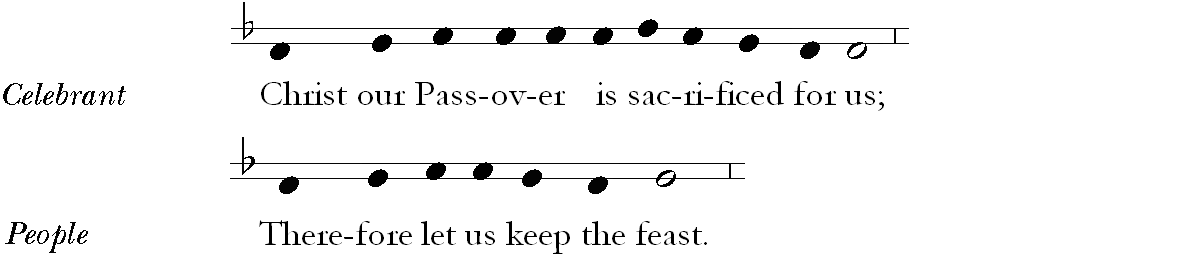 Celebrant Christ our Pass-ov-er is sac-ri-ficed for us;
People There-fore let us keep the feast.